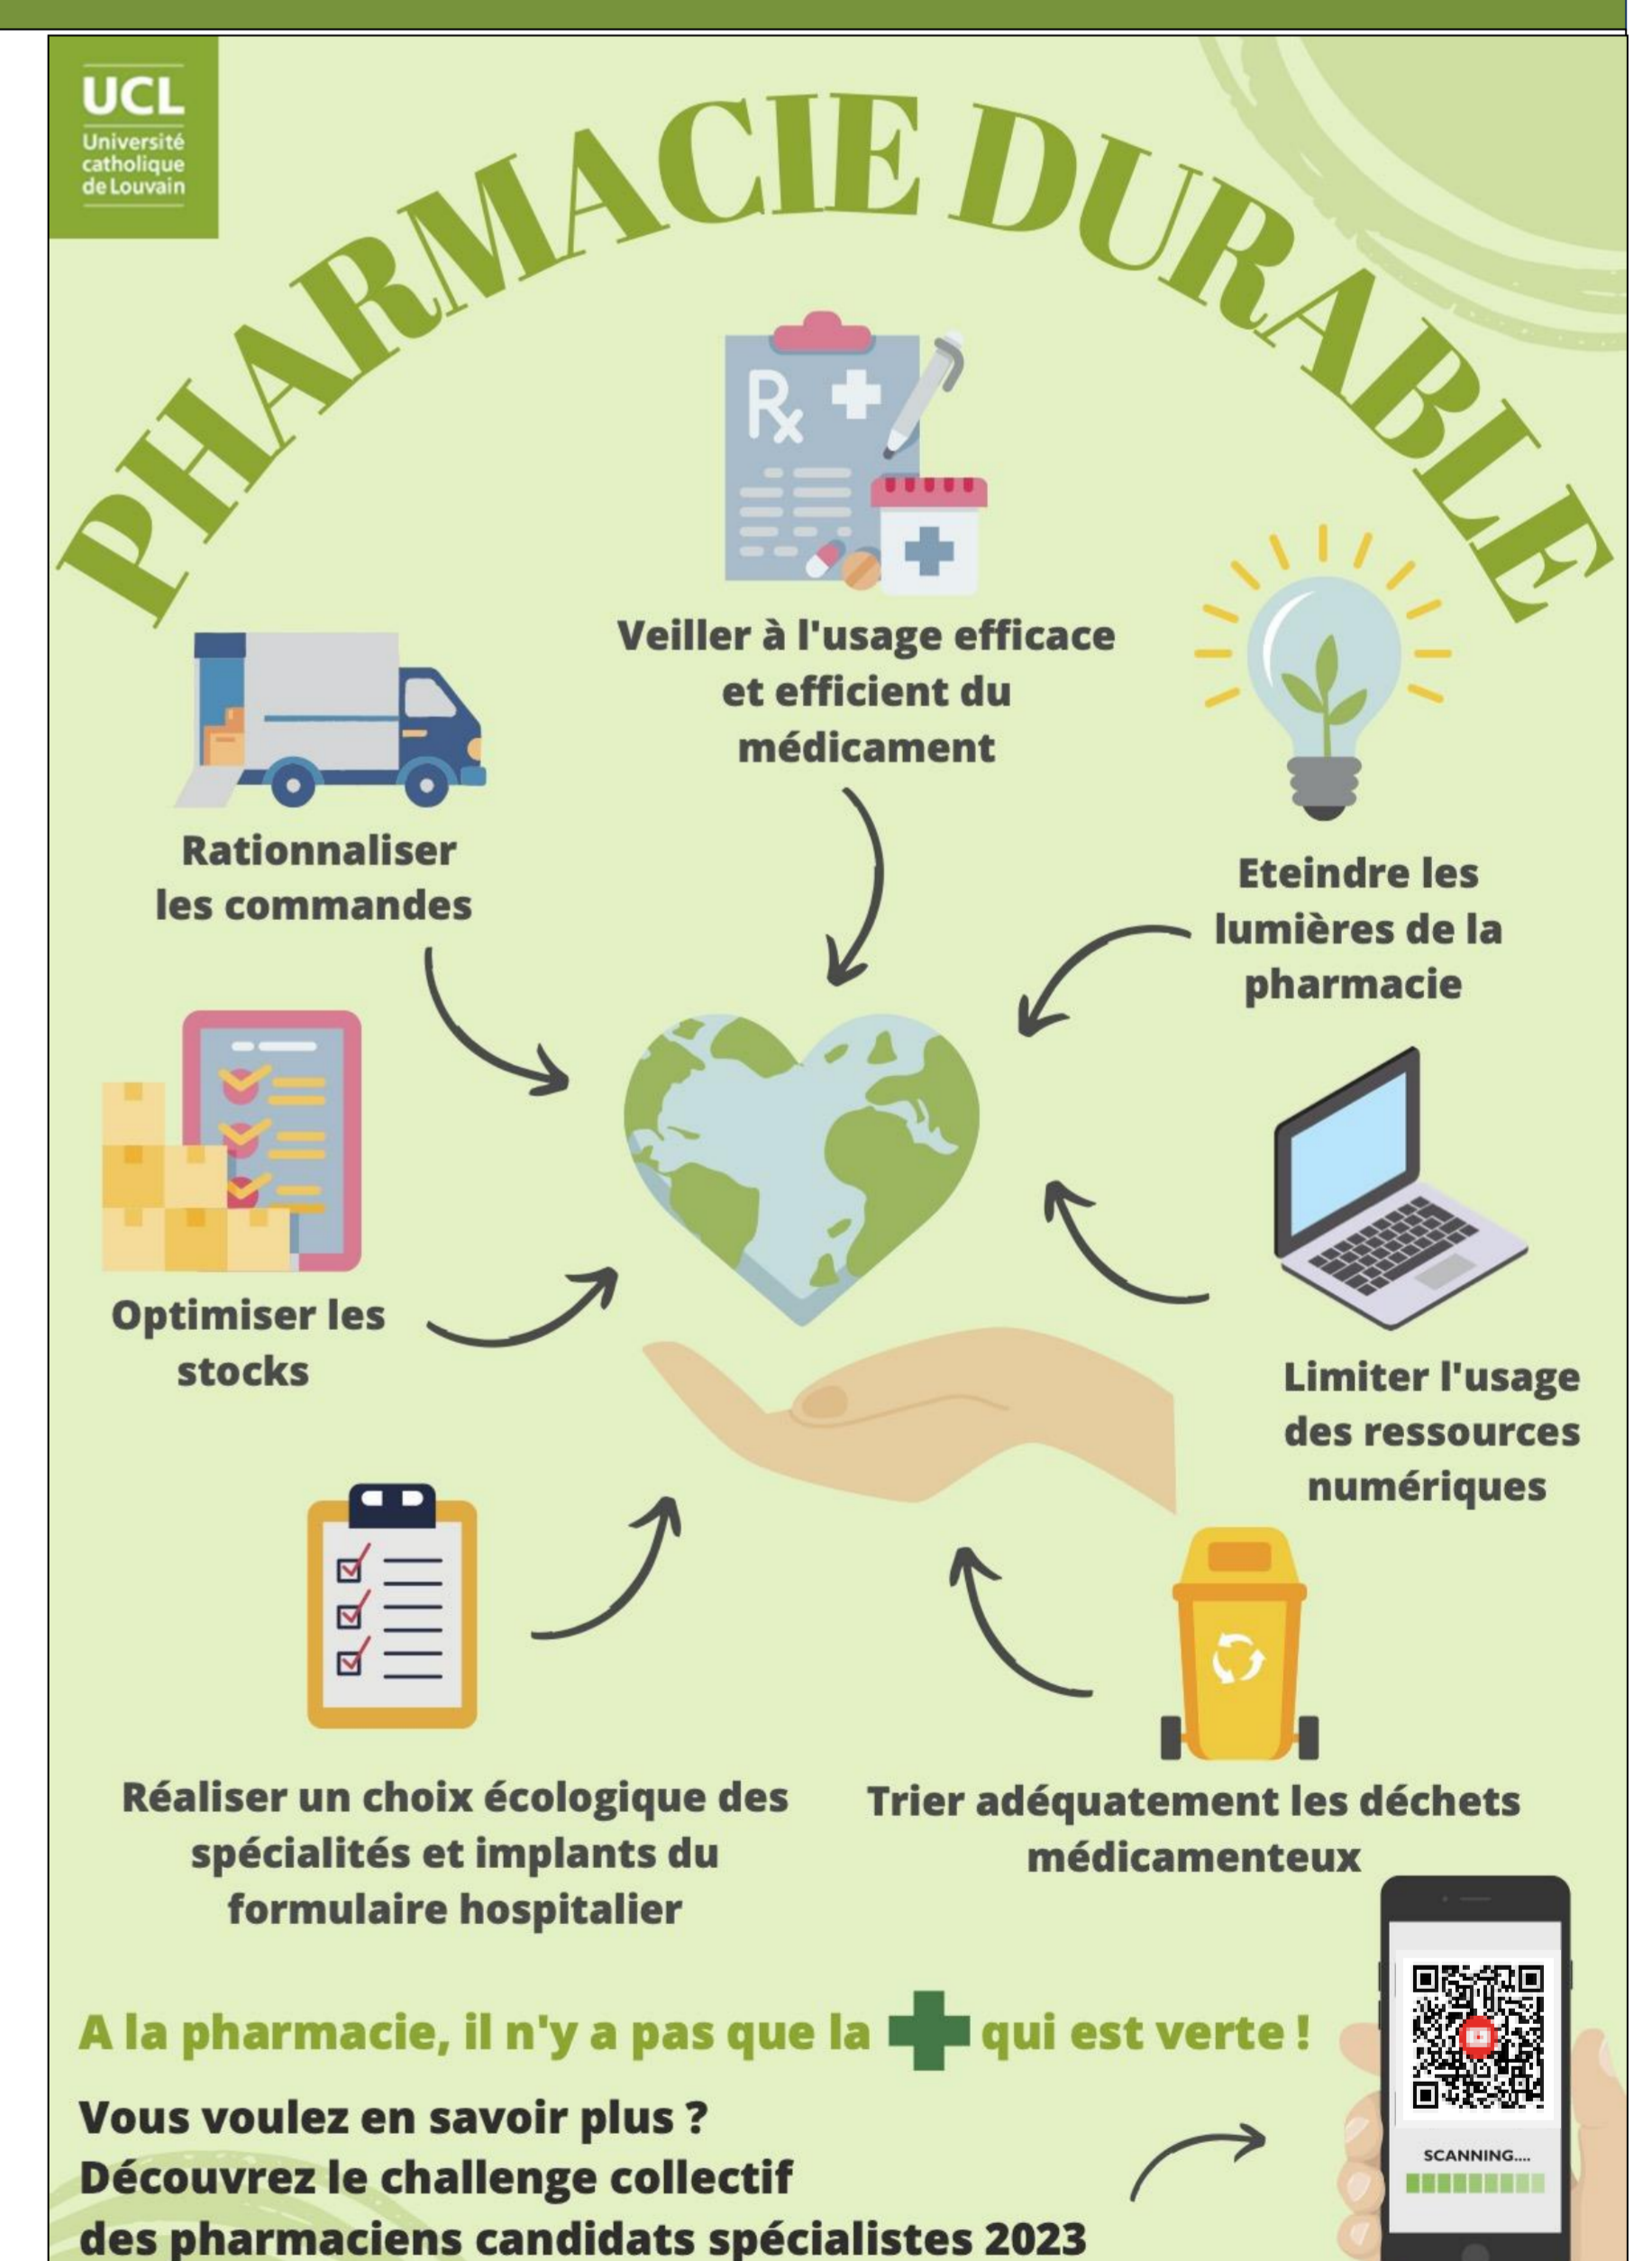 UCL
Université
catholique
de Louvain
PHARMACIE DURABLE
Rx
Veiller à l'usage efficace
et efficient du
médicament
Rationnaliser
les commandes
Eteindre les
lumières de la
pharmacie
Optimiser les
stocks
Limiter l'usage
des ressources
numériques
Réaliser un choix écologique des
spécialités et implants du
formulaire hospitalier
Trier adéquatement les déchets
médicamenteux
A la pharmacie, il n'y a pas que la qui est verte !
Vous voulez en savoir plus ?
Découvrez le challenge collectif
des pharmaciens candidats spécialistes 2023
SCANNING....